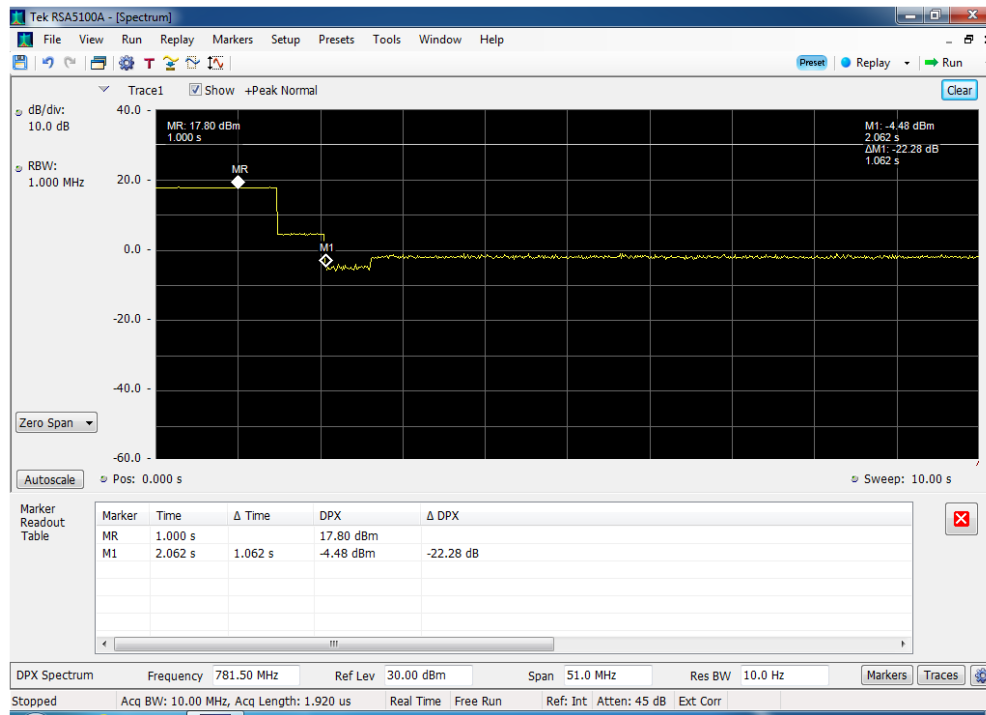 Tek RSA5100A - [Spectrum]
File View Run Replay Markers Setup Presets Tools Window Help
T Preset Replay Run
Trace1 Show +Peak Normal Clear
dB/div:
10.0 dB
RBW:
1.000 MHz
40.0 -
20.0 -
0.0 -
-20.0 -
-40.0 -
-60.0 -
MR: 17.80 dBm
1.000 s
M1: -4.48 dBm
2.062 s
ΔM1: -22.28 dB
1.062 s
MR
M1
Zero Span
Autoscale Pos: 0.000 s Sweep: 10.00 s
Marker
Readout
Table
Marker Time Δ Time DPX Δ DPX
MR 1.000 s 17.80 dBm
M1 2.062 s 1.062 s -4.48 dBm -22.28 dB
DPX Spectrum Frequency 781.50 MHz Ref Lev 30.00 dBm Span 51.0 MHz Res BW 10.0 Hz Markers Traces
Stopped Acq BW: 10.00 MHz, Acq Length: 1.920 us Real Time Free Run Ref: Int Atten: 45 dB Ext Corr